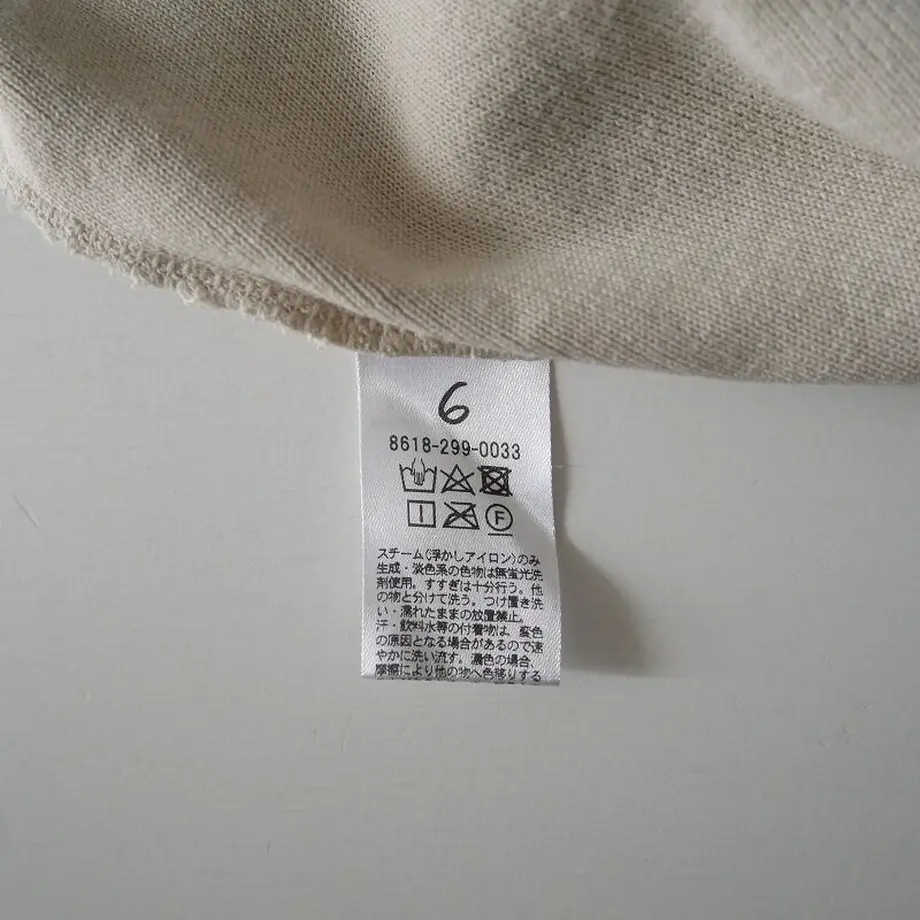 6
8618-299-0033
F
スチーム(浮かしアイロン)のみ
生成・淡色系の色物は無蛍光洗
剤使用。すすぎは十分行う。他
の物と分けて洗う。つけ置き洗
い・濡れたままの放置禁止。
汗・飲料水等の付着物は、変色
の原因となる場合があるので速
やかに洗い流す。濃色の場合、
摩擦により他の物へ色移りする